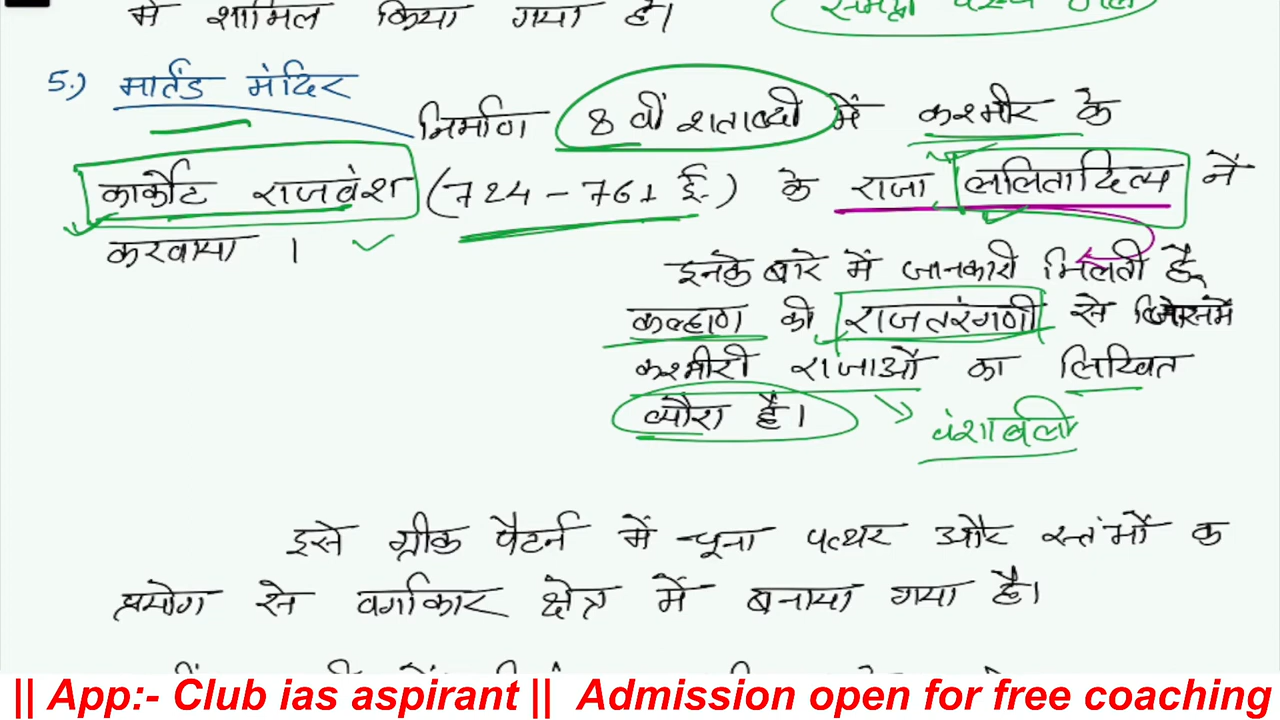 में शामिल किया गया है।
5.) मार्तंड मंदिर
निर्माण 8 वीं शताब्दी में कश्मीर के
कार्कोट राजवंश (724 - 761 ई.) के राजा ललितादित्य ने
करवाया ।
इनके बारे में जानकारी मिलती है
कल्हाण की राजतरंगणी से जिसमें
कश्मीरी राजाओं का लिखित
ब्यौरा है।
वंशावली
इसे ग्रीक पैटर्न में चूना पत्थर और स्तंभों क
प्रयोग से वर्गाकार क्षेत्र में बनाया गया है।
|| App:- Club ias aspirant || Admission open for free coaching